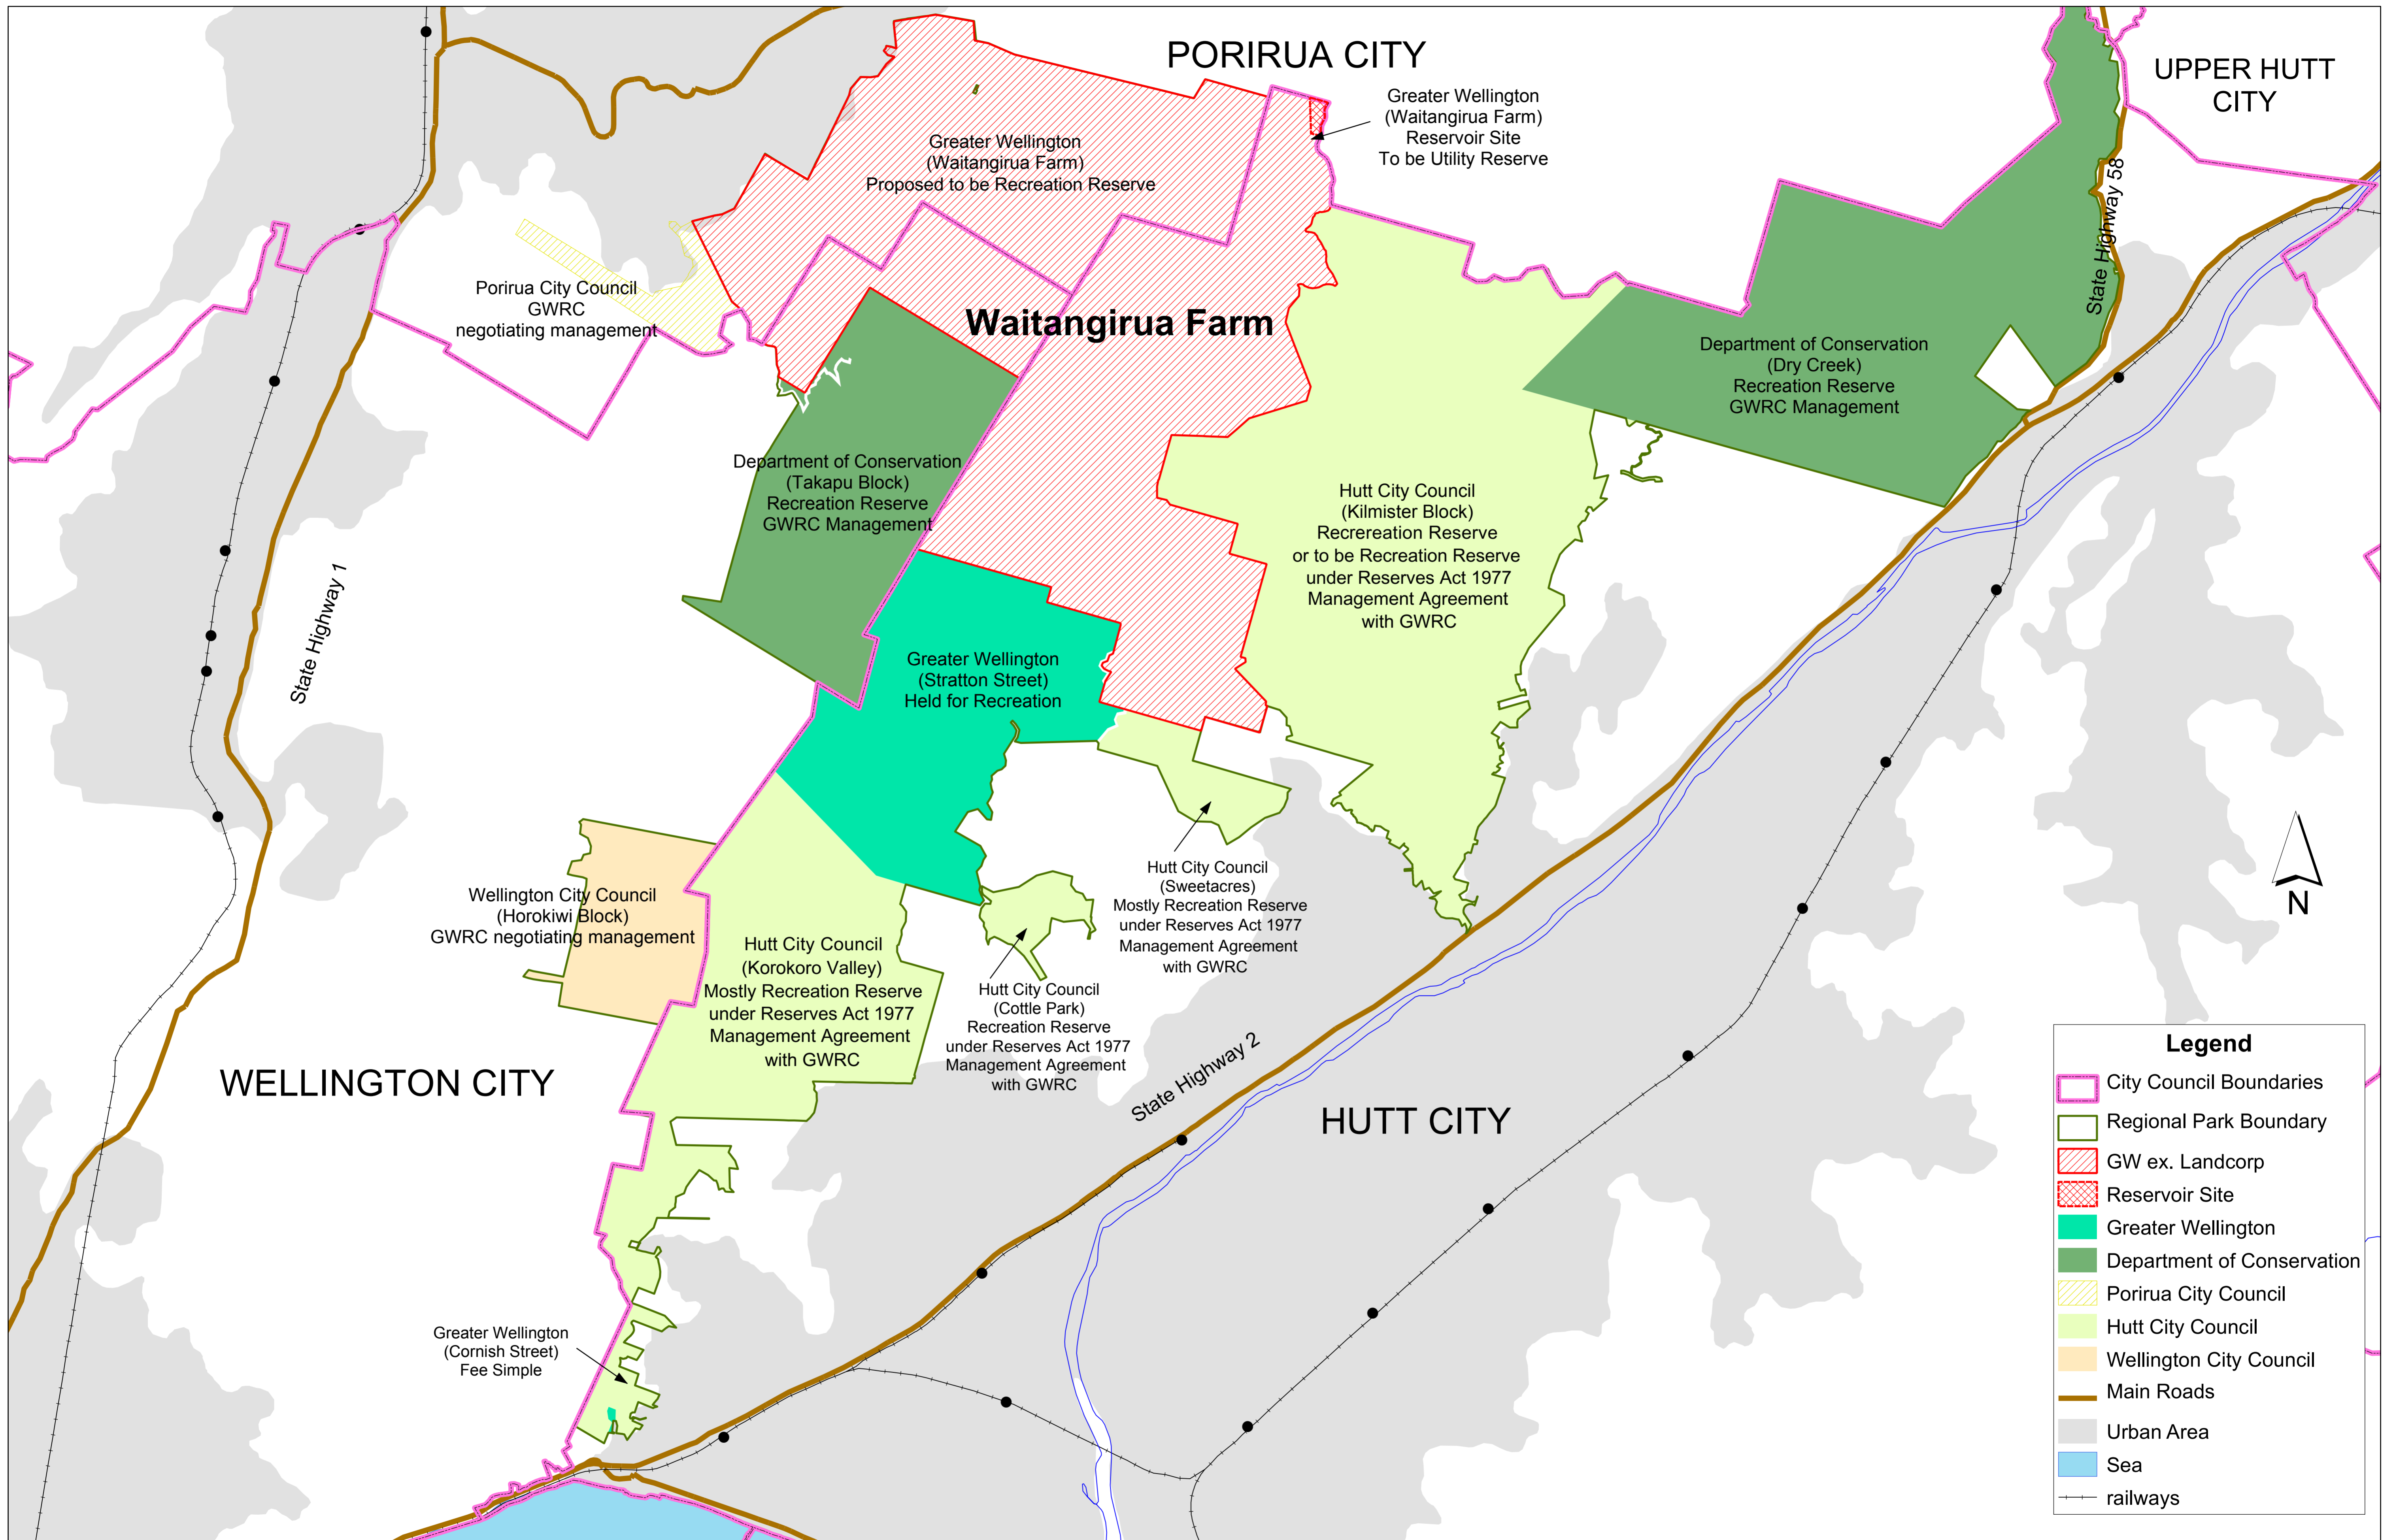 PORIRUA CITY
UPPER HUTT
CITY
Greater Wellington
(Waitangirua Farm)
Reservoir Site
To be Utility Reserve
Greater Wellington
(Waitangirua Farm)
Proposed to be Recreation Reserve
State Highway 58
Porirua City Council
GWRC
negotiating management
Waitangirua Farm
Department of Conservation
(Dry Creek)
Recreation Reserve
GWRC Management
Department of Conservation
(Takapu Block)
Recreation Reserve
GWRC Management
Hutt City Council
(Kilmister Block)
Recrereation Reserve
or to be Recreation Reserve
under Reserves Act 1977
Management Agreement
with GWRC
State Highway 1
Greater Wellington
(Stratton Street)
Held for Recreation
Hutt City Council
(Sweetacres)
Mostly Recreation Reserve
under Reserves Act 1977
Management Agreement
with GWRC
Wellington City Council
(Horokiwi Block)
GWRC negotiating management
N
Hutt City Council
(Korokoro Valley)
Mostly Recreation Reserve
under Reserves Act 1977
Management Agreement
with GWRC
Hutt City Council
(Cottle Park)
Recreation Reserve
under Reserves Act 1977
Management Agreement
with GWRC
WELLINGTON CITY
State Highway 2
HUTT CITY
Greater Wellington
(Cornish Street)
Fee Simple
Legend
City Council Boundaries
Regional Park Boundary
GW ex. Landcorp
Reservoir Site
Greater Wellington
Department of Conservation
Porirua City Council
Hutt City Council
Wellington City Council
Main Roads
Urban Area
Sea
railways